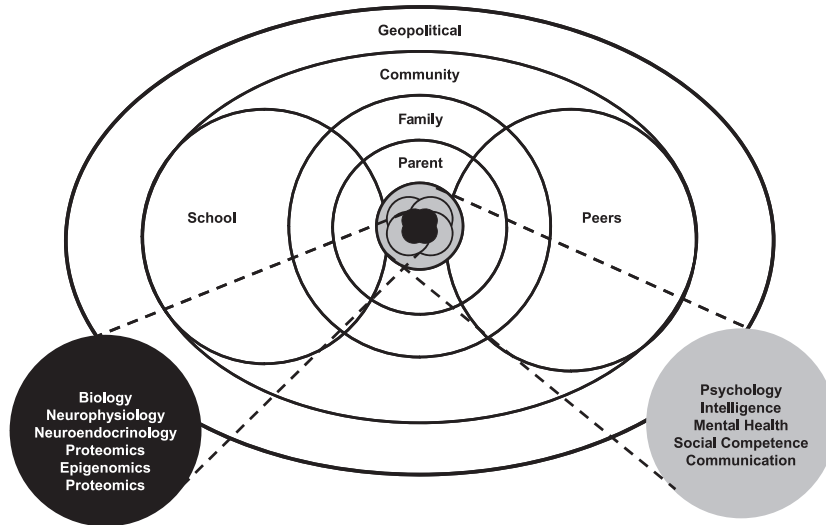 Geopolitical
Community
Family
Parent
School
Peers
Biology
Neurophysiology
Neuroendocrinology
Proteomics
Epigenomics
Proteomics
Psychology
Intelligence
Mental Health
Social Competence
Communication